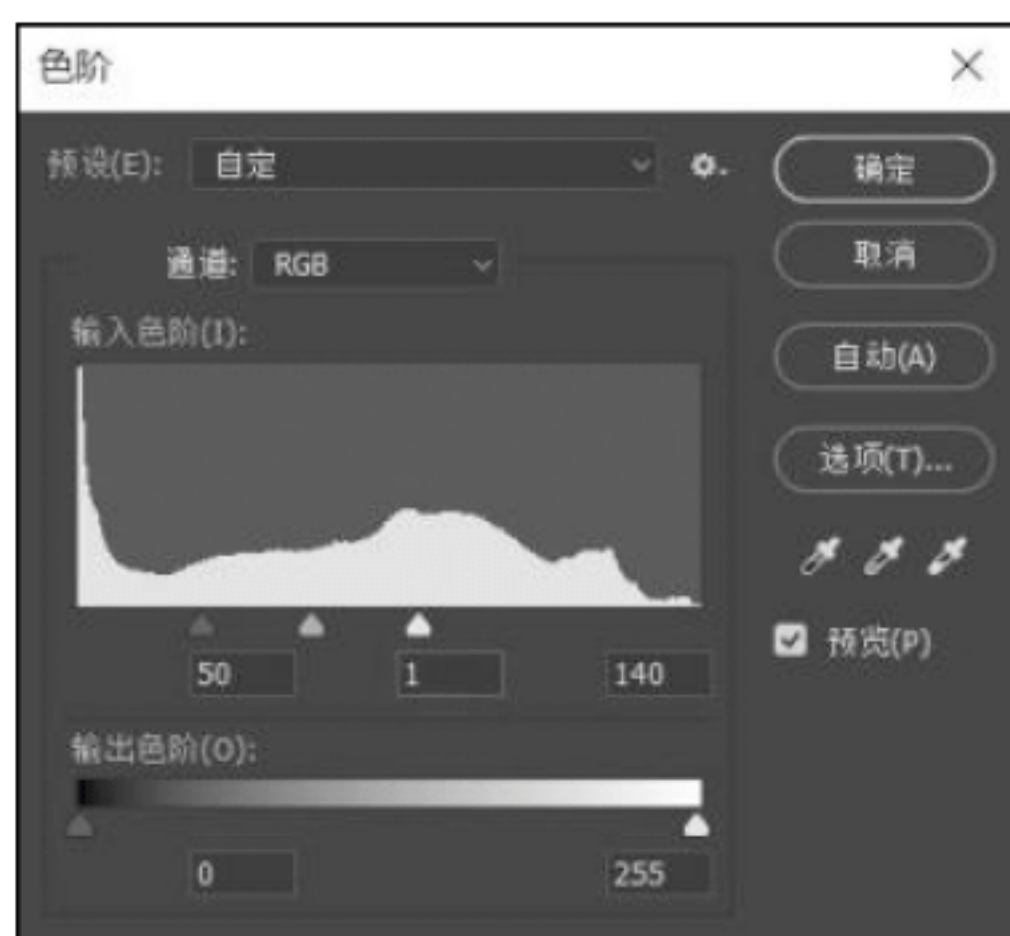 色阶
预设(E): 自定
确定
取消
通道: RGB
输入色阶(I):
自动(A)
选项(T)...
50 1 140
预览(P)
输出色阶(O):
0 255